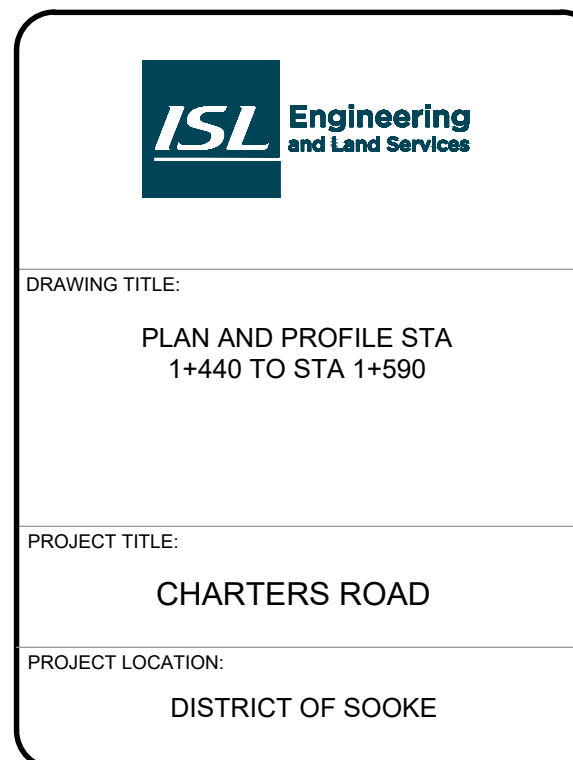 ISL Engineering
and Land Services
DRAWING TITLE:
PLAN AND PROFILE STA
1+440 TO STA 1+590
PROJECT TITLE:
CHARTERS ROAD
PROJECT LOCATION:
DISTRICT OF SOOKE